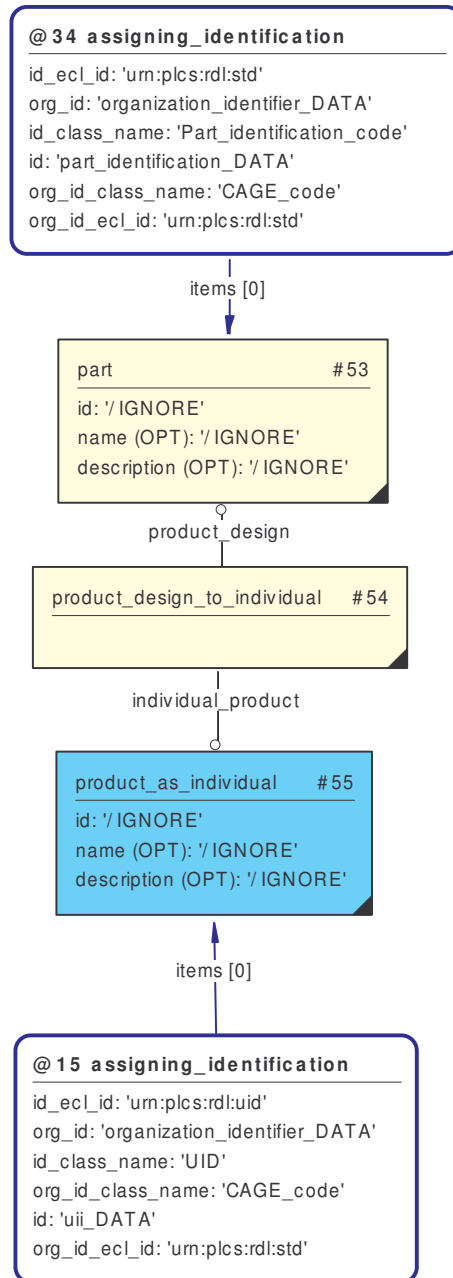 @34 assigning_identification
id_ecl_id: 'urn:plcs:rdl:std'
org_id: 'organization_identifier_DATA'
id_class_name: 'Part_identification_code'
id: 'part_identification_DATA'
org_id_class_name: 'CAGE_code'
org_id_ecl_id: 'urn:plcs:rdl:std'
items [0]
part #53
id: '/IGNORE'
name (OPT): '/IGNORE'
description (OPT): '/IGNORE'
product_design
product_design_to_individual #54
individual_product
product_as_individual #55
id: '/IGNORE'
name (OPT): '/IGNORE'
description (OPT): '/IGNORE'
items [0]
@15 assigning_identification
id_ecl_id: 'urn:plcs:rdl:uid'
org_id: 'organization_identifier_DATA'
id_class_name: 'UID'
org_id_class_name: 'CAGE_code'
id: 'uii_DATA'
org_id_ecl_id: 'urn:plcs:rdl:std'